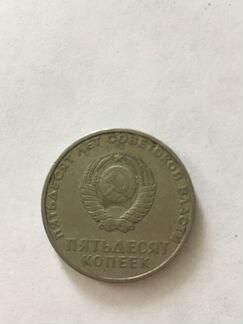 ПЯТЬДЕСЯТ ЛЕТ СОВЕТСКОЙ ВЛАСТИ
ПЯТЬДЕСЯТ
КОПЕЕК